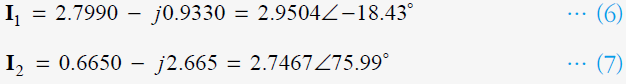 I₁ = 2.7990 − j0.9330 = 2.9504∠−18.43° ··· (6)
I₂ = 0.6650 − j2.665 = 2.7467∠75.99° ··· (7)